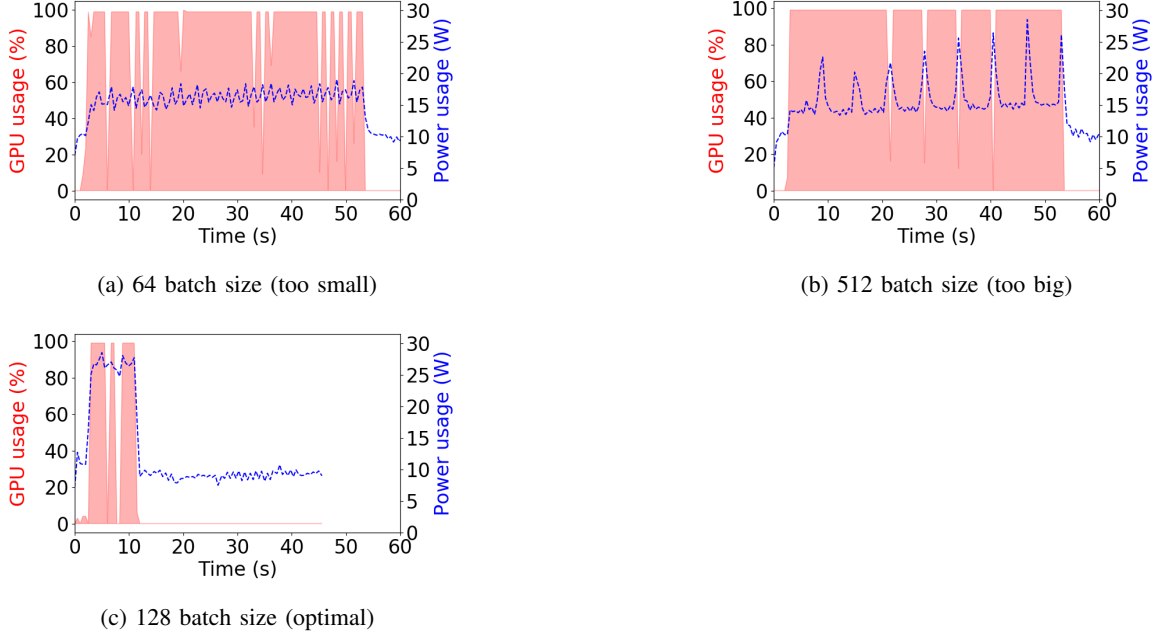 100
80
60
40
20
0
GPU usage (%)
30
25
20
15
10
5
0
Power usage (W)
0 10 20 30 40 50 60
Time (s)
(a) 64 batch size (too small)
100
80
60
40
20
0
GPU usage (%)
30
25
20
15
10
5
0
Power usage (W)
0 10 20 30 40 50 60
Time (s)
(b) 512 batch size (too big)
100
80
60
40
20
0
GPU usage (%)
30
25
20
15
10
5
0
Power usage (W)
0 10 20 30 40 50 60
Time (s)
(c) 128 batch size (optimal)